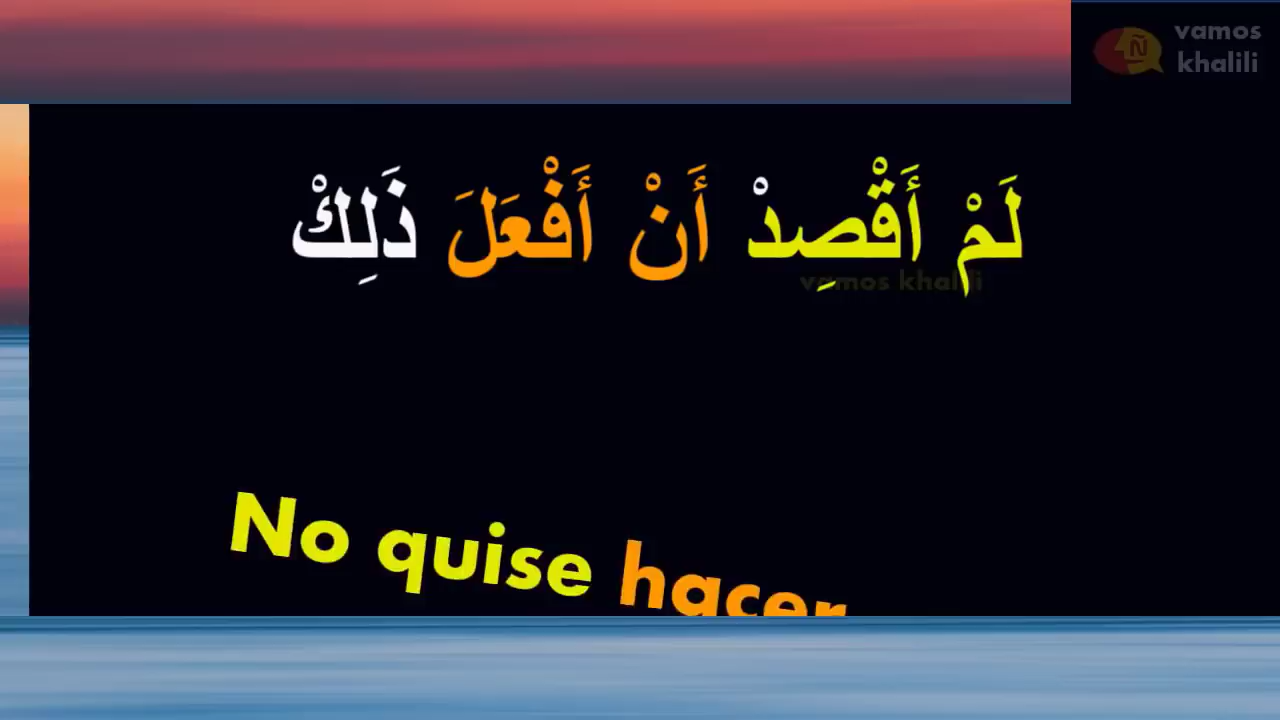 vamos
khalili
Ñ
لَمْ أَقْصِدْ أَنْ أَفْعَلَ ذَلِكْ
vamos khalili
No quise hacer